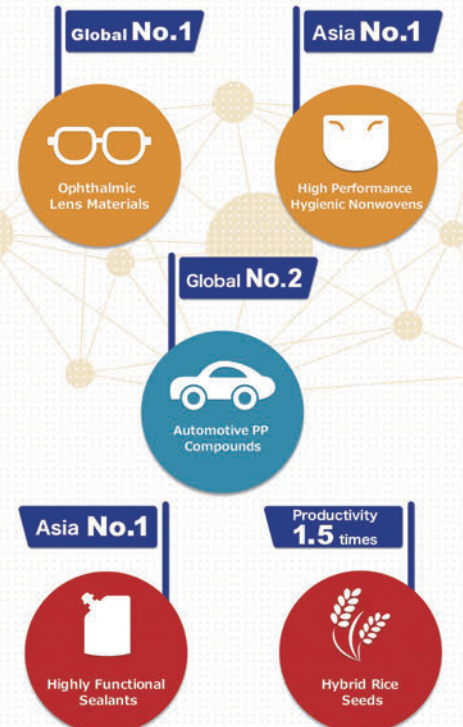 Global No.1
Asia No.1
Ophthalmic
Lens Materials
High Performance
Hygienic Nonwovens
Global No.2
Automotive PP
Compounds
Asia No.1
Productivity
1.5 times
Highly Functional
Sealants
Hybrid Rice
Seeds